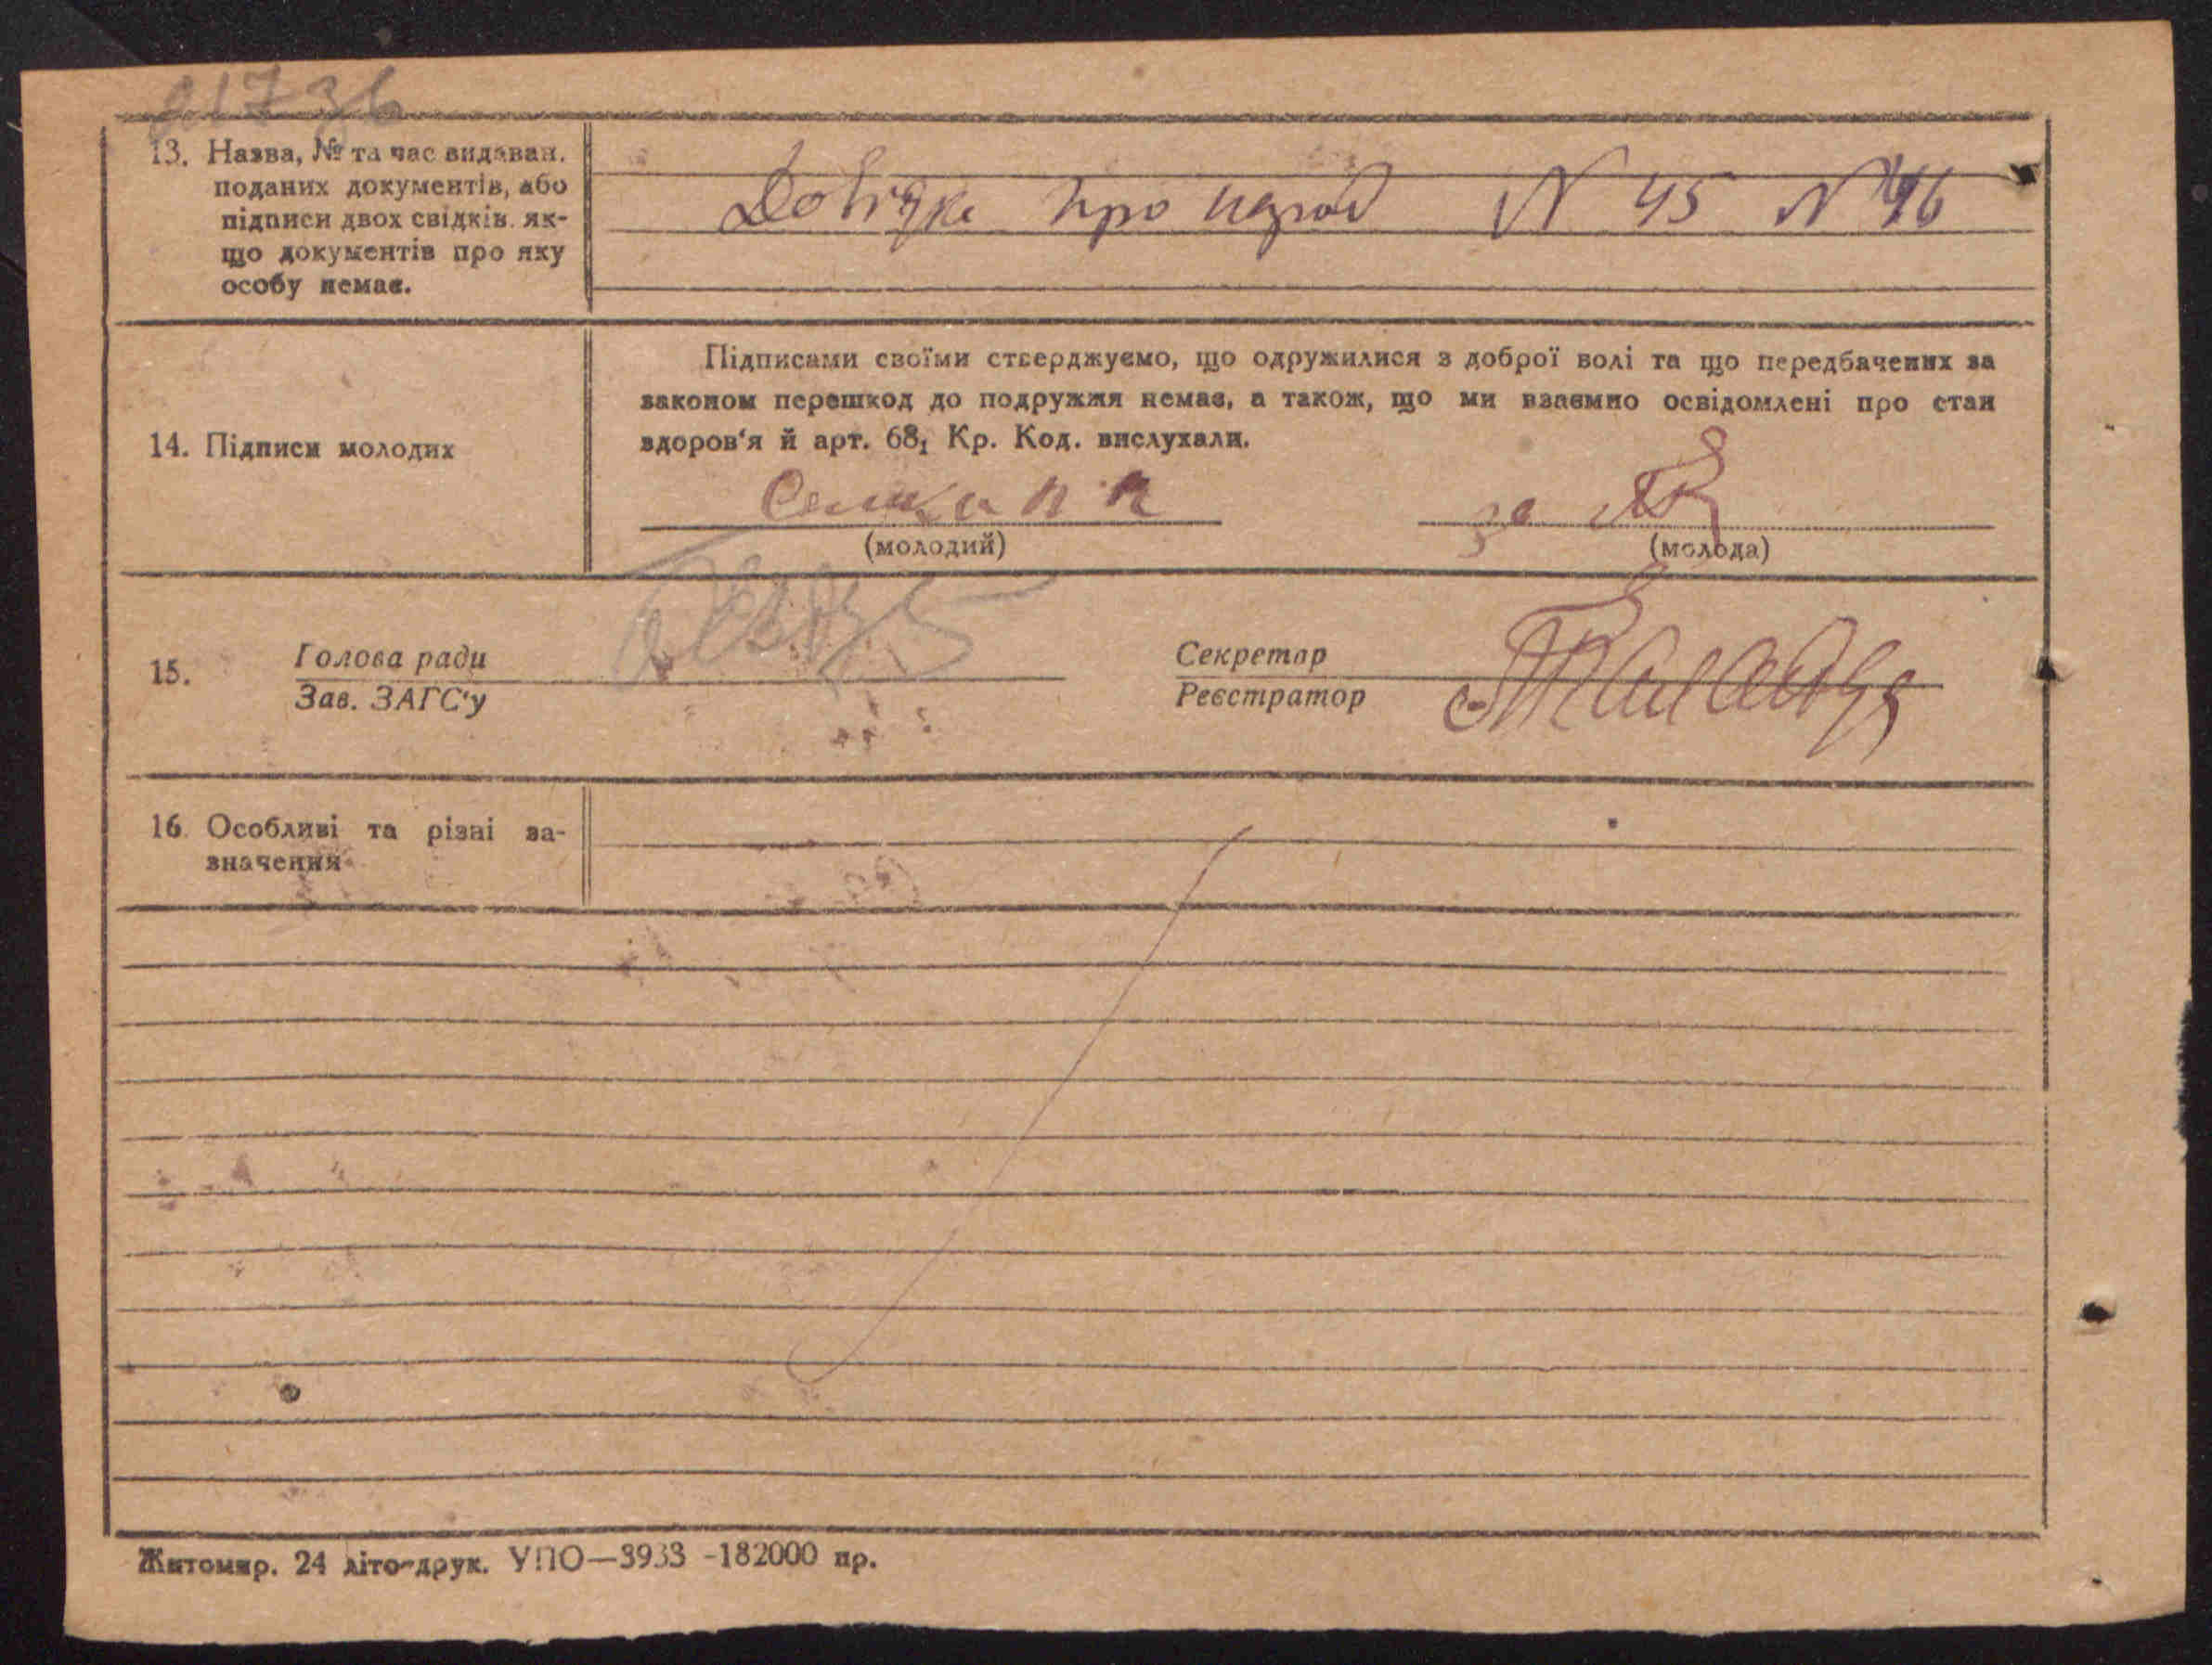 13. Назва, № та час видаван.
поданих документів, або
підписи двох свідків, як-
що документів про яку
особу немає.
Довідка про народ N 45 N 46
14. Підписи молодих
Підписами своїми стверджуємо, що одружилися з доброї волі та що передбачених за
законом перешкод до подружжя немає, а також, що ми взаємно освідомлені про стан
здоров'я й арт. 68₁ Кр. Код. вислухали.
за
(молодий) (молода)
15. Голова ради
Зав. ЗАГС'у
Секретар
Реєстратор
16. Особливі та різні за-
значення
Житомир. 24 літо-друк. УПО—3933 -182000 пр.